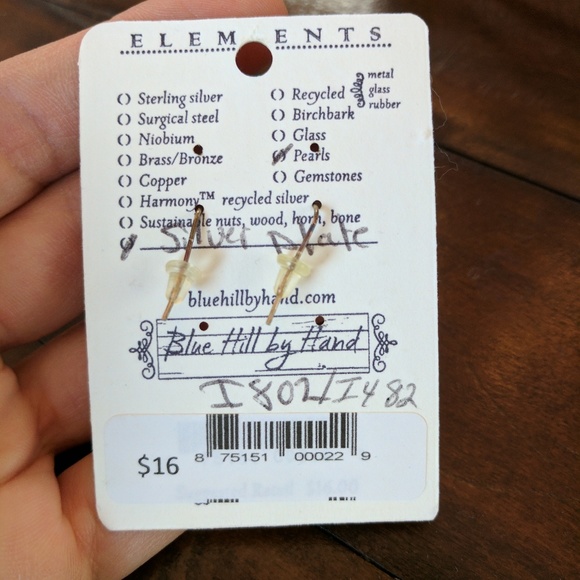 ELEMENTS
() Sterling silver
() Surgical steel
() Niobium
() Brass/Bronze
() Copper
() Harmony™ recycled silver
() Sustainable nuts, wood, horn, bone
() Recycled
metal
glass
rubber
() Birchbark
() Glass
() Pearls
() Gemstones
Silver plate
bluehillbyhand.com
Blue Hill by Hand
I802/I482
$16
8 75151 00022 9